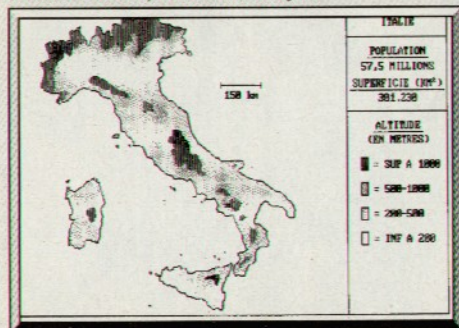 ITALIE
POPULATION
57,5 MILLIONS
SUPERFICIE (KM²)
301.230
150 km
ALTITUDE
(EN METRES)
= SUP A 1000
= 500-1000
= 200-500
= INF A 200